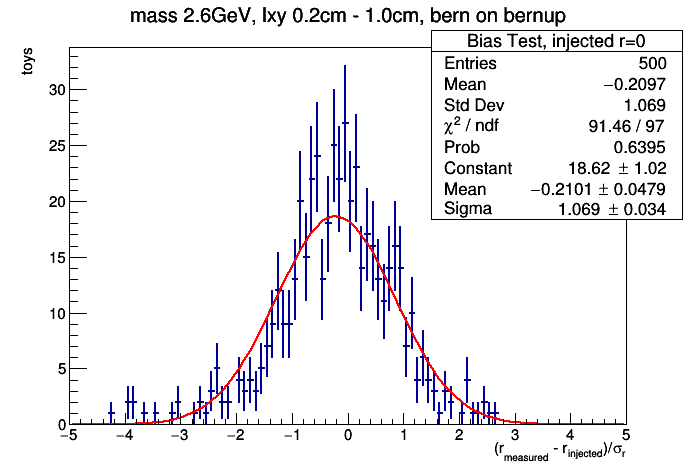 mass 2.6GeV, lxy 0.2cm - 1.0cm, bern on bernup
toys
Bias Test, injected r=0
Entries 500
Mean −0.2097
Std Dev 1.069
χ² / ndf 91.46 / 97
Prob 0.6395
Constant 18.62 ± 1.02
Mean −0.2101 ± 0.0479
Sigma 1.069 ± 0.034
30
25
20
15
10
5
0
−5 −4 −3 −2 −1 0 1 2 3 4 5
(r_measured - r_injected)/σ_r